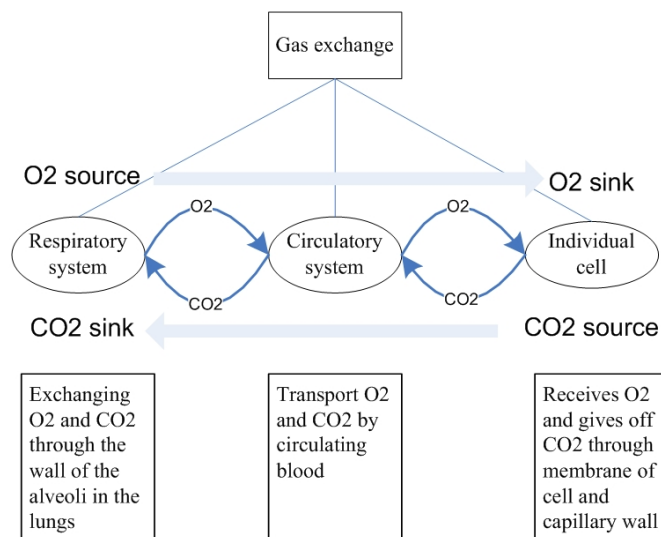 Gas exchange
O2 source
O2 sink
O2
O2
Respiratory
system
Circulatory
system
Individual
cell
CO2
CO2
CO2 sink
CO2 source
Exchanging
O2 and CO2
through the
wall of the
alveoli in the
lungs
Transport O2
and CO2 by
circulating
blood
Receives O2
and gives off
CO2 through
membrane of
cell and
capillary wall